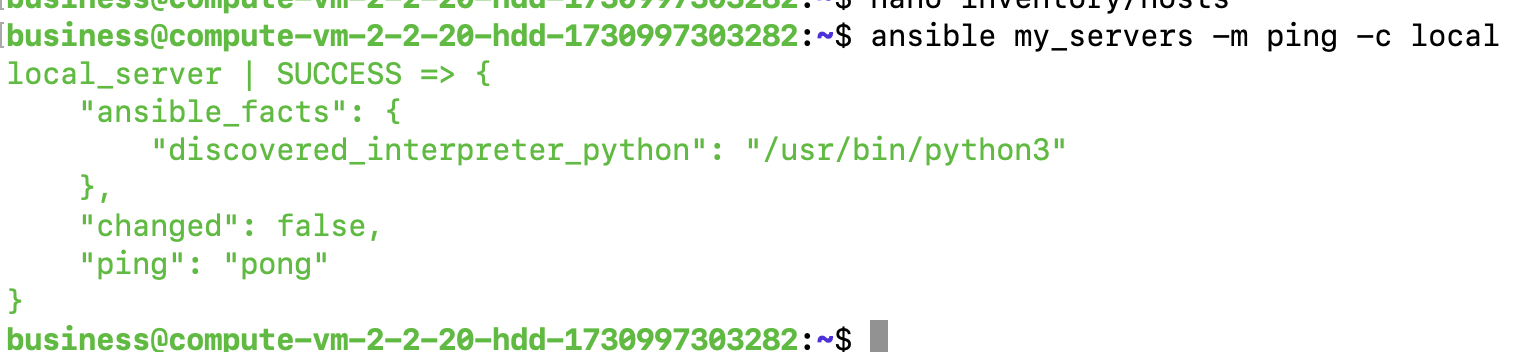 business@compute-vm-2-2-20-hdd-1730997303282:~$ nano inventory/hosts
[business@compute-vm-2-2-20-hdd-1730997303282:~$ ansible my_servers -m ping -c local
local_server | SUCCESS => {
    "ansible_facts": {
        "discovered_interpreter_python": "/usr/bin/python3"
    },
    "changed": false,
    "ping": "pong"
}
business@compute-vm-2-2-20-hdd-1730997303282:~$